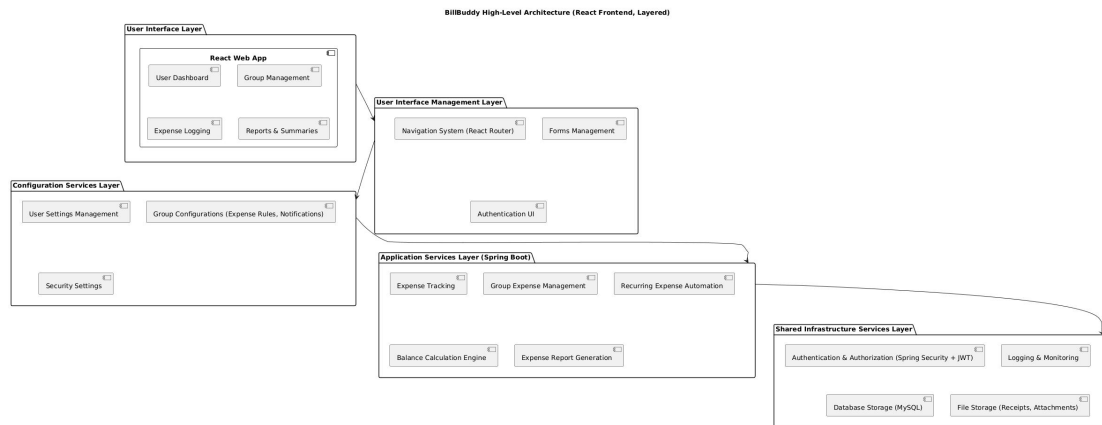 BillBuddy High-Level Architecture (React Frontend, Layered)
User Interface Layer
React Web App
User Dashboard
Group Management
Expense Logging
Reports & Summaries
User Interface Management Layer
Navigation System (React Router)
Forms Management
Authentication UI
Configuration Services Layer
User Settings Management
Group Configurations (Expense Rules, Notifications)
Security Settings
Application Services Layer (Spring Boot)
Expense Tracking
Group Expense Management
Recurring Expense Automation
Balance Calculation Engine
Expense Report Generation
Shared Infrastructure Services Layer
Authentication & Authorization (Spring Security + JWT)
Logging & Monitoring
Database Storage (MySQL)
File Storage (Receipts, Attachments)